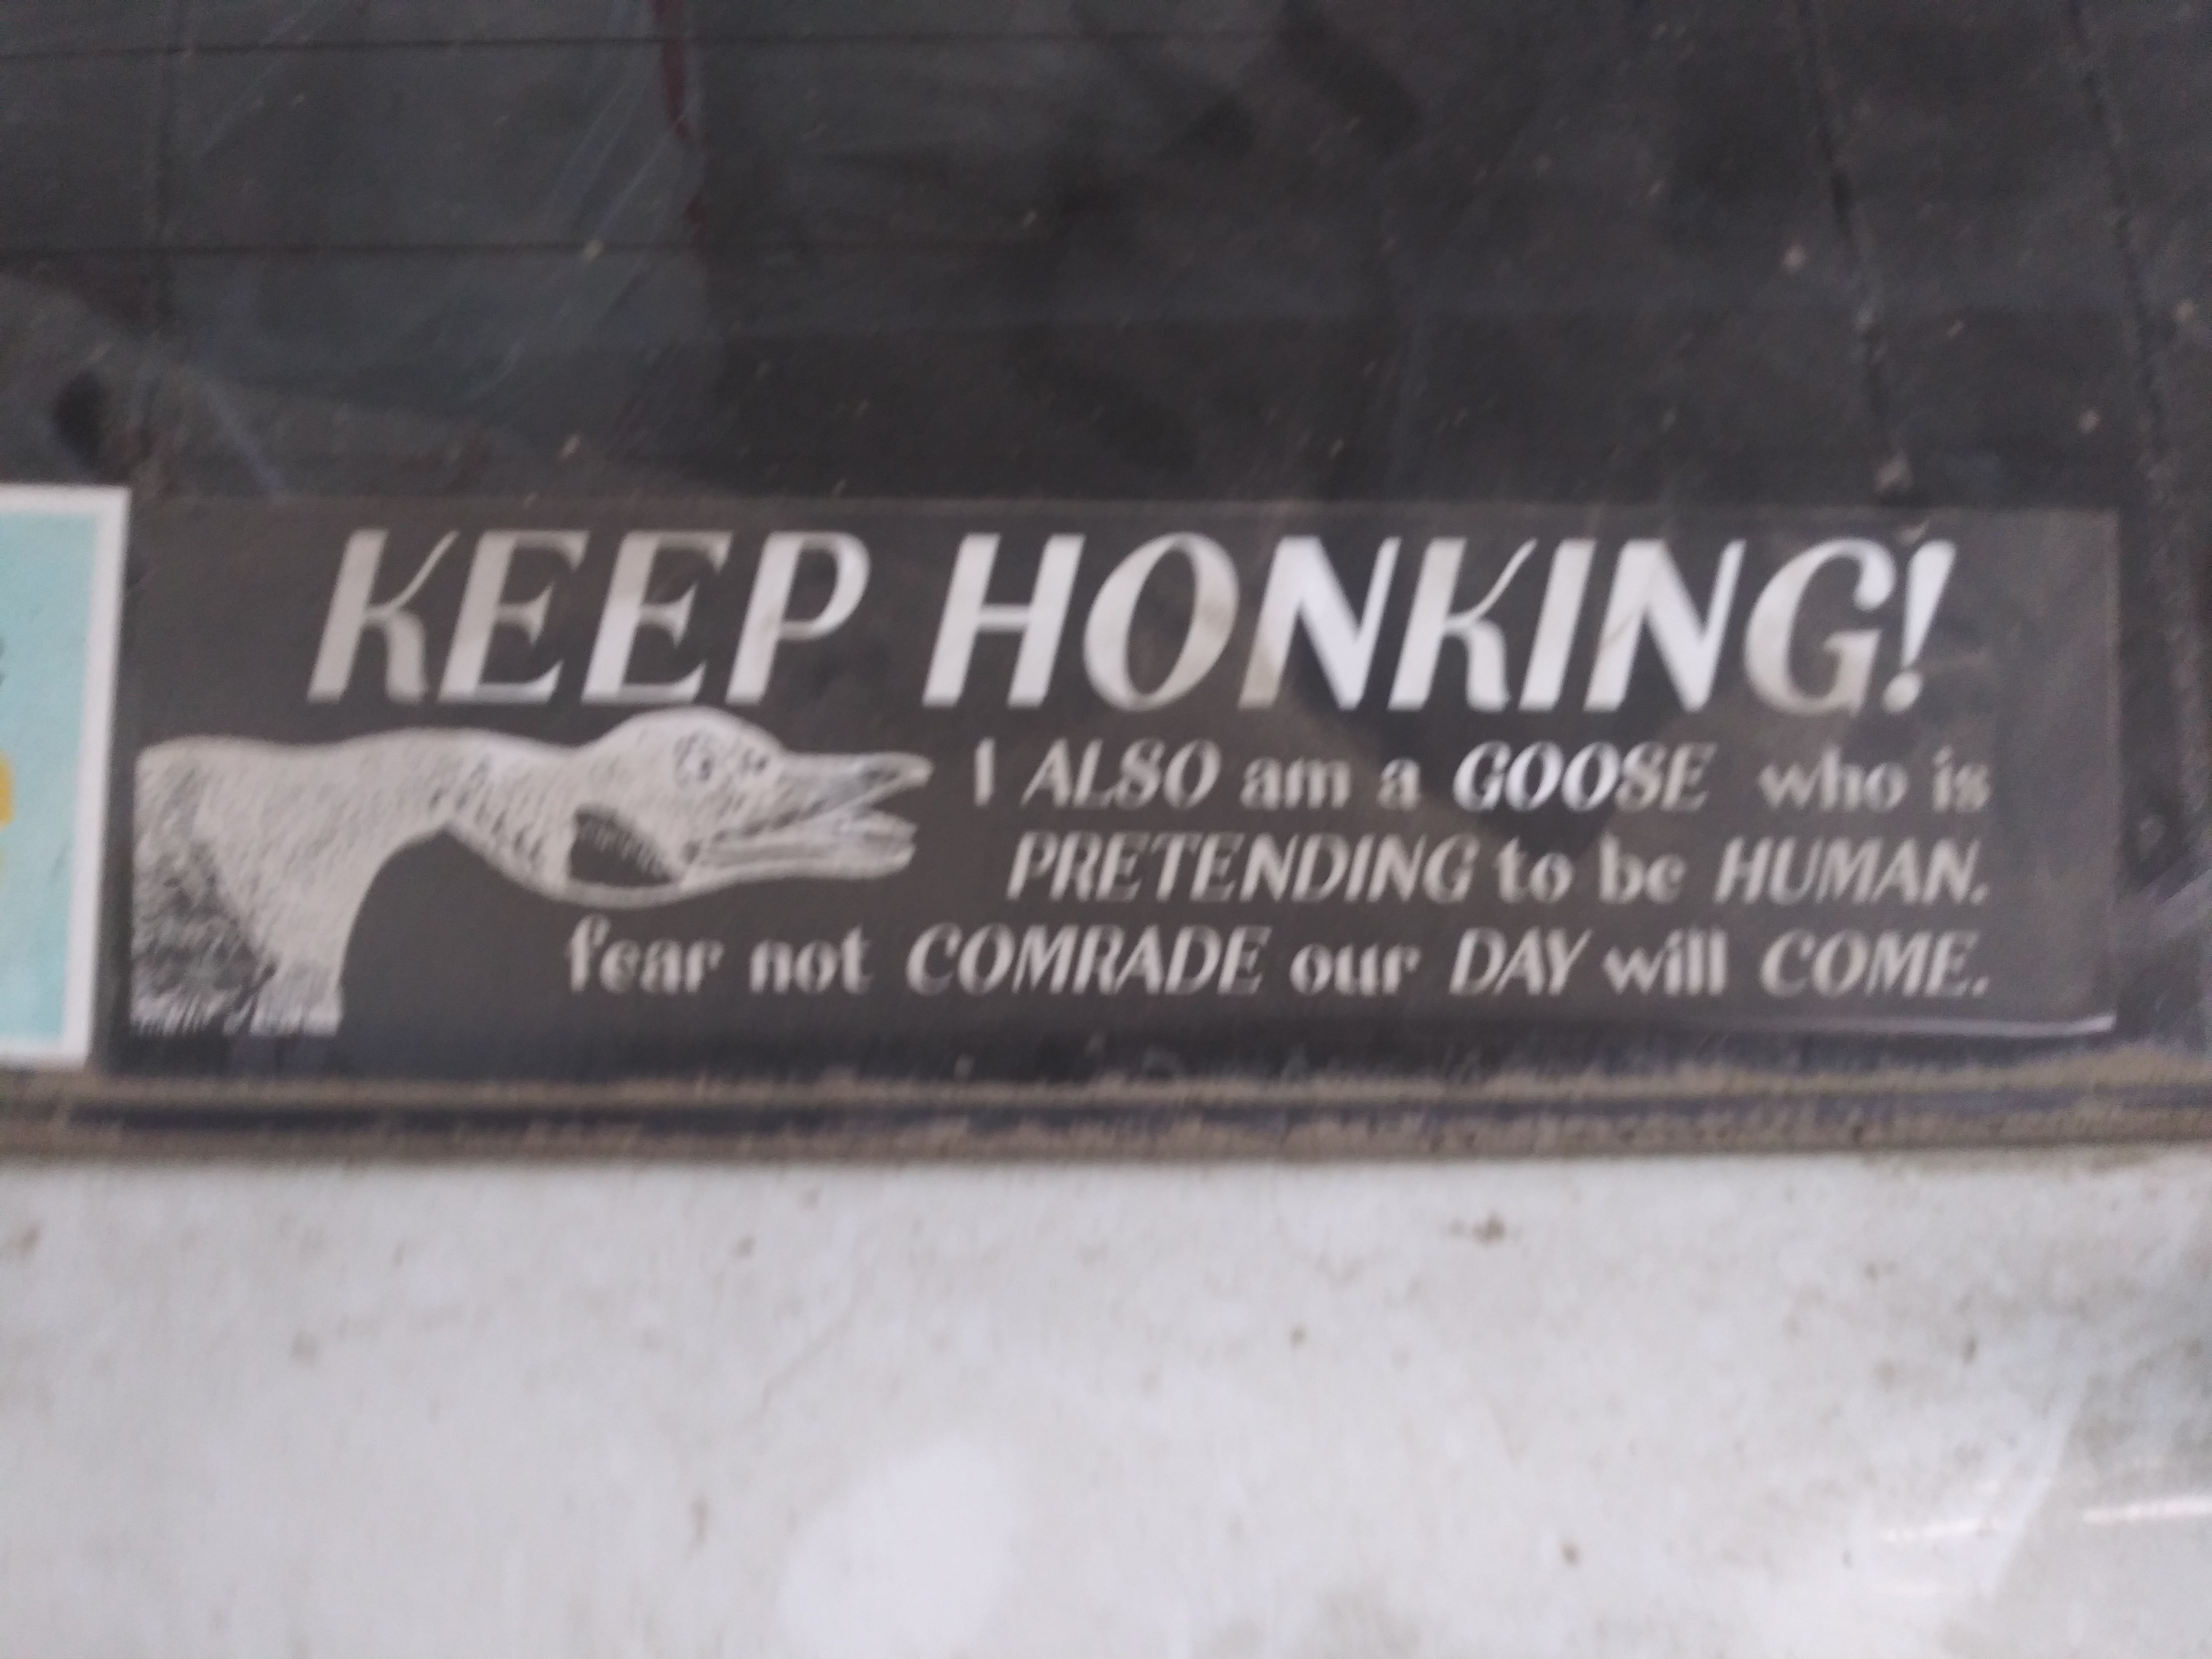 KEEP HONKING!
I ALSO am a GOOSE who is
PRETENDING to be HUMAN.
fear not COMRADE our DAY will COME.